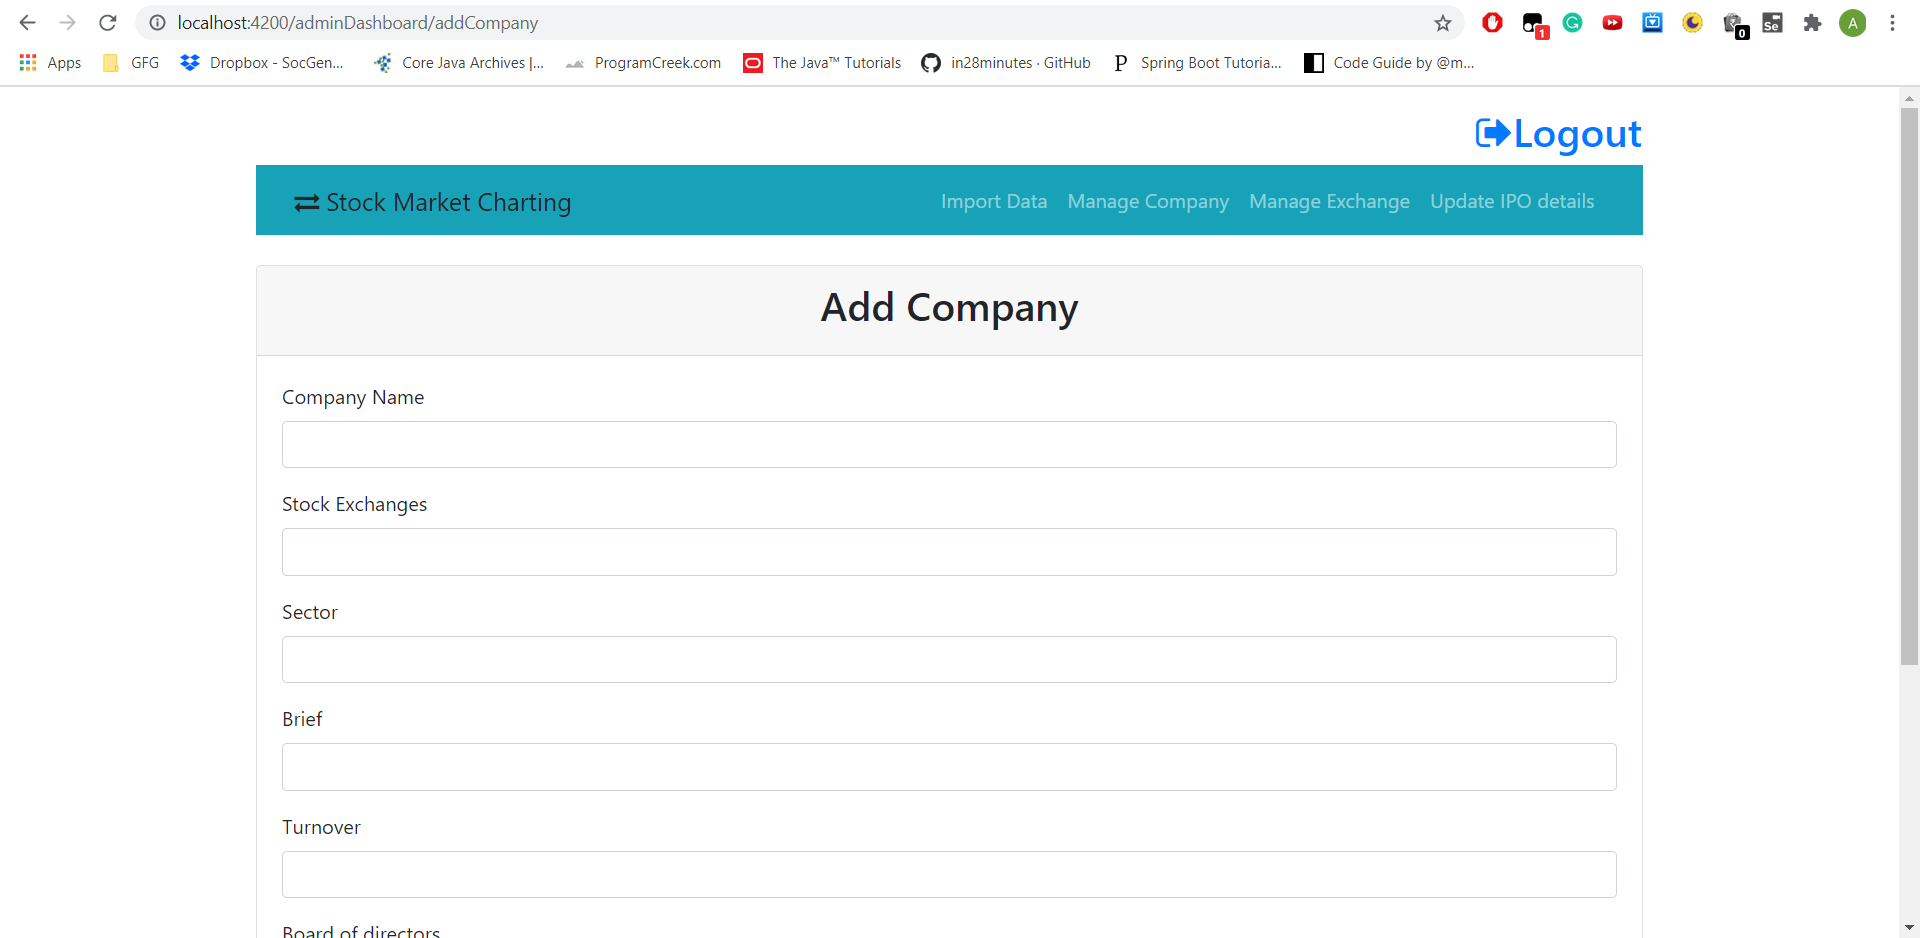 localhost:4200/adminDashboard/addCompany
1
0
Se
A
Apps GFG Dropbox - SocGen... Core Java Archives |... ProgramCreek.com The Java™ Tutorials in28minutes · GitHub P Spring Boot Tutoria... Code Guide by @m...
Logout
Stock Market Charting Import Data Manage Company Manage Exchange Update IPO details
Add Company
Company Name
Stock Exchanges
Sector
Brief
Turnover
Board of directors